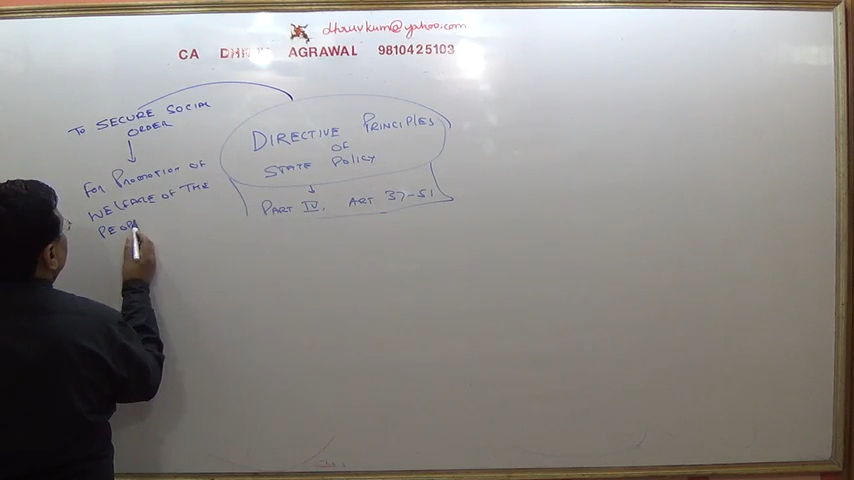 dhruvkum@yahoo.com
CA AGRAWAL 9810425103
TO SECURE SOCIAL
ORDER
FOR PROMOTION OF
WELFARE OF THE
PEOP
DIRECTIVE PRINCIPLES
OF
STATE POLICY
PART IV, ART 37-51